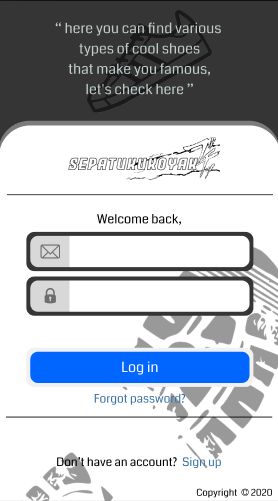 “ here you can find various
types of cool shoes
that make you famous,
let's check here ”
SEPATUKUKOYAK
Welcome back,
Log in
Forgot password?
Don't have an account? Sign up
Copyright © 2020